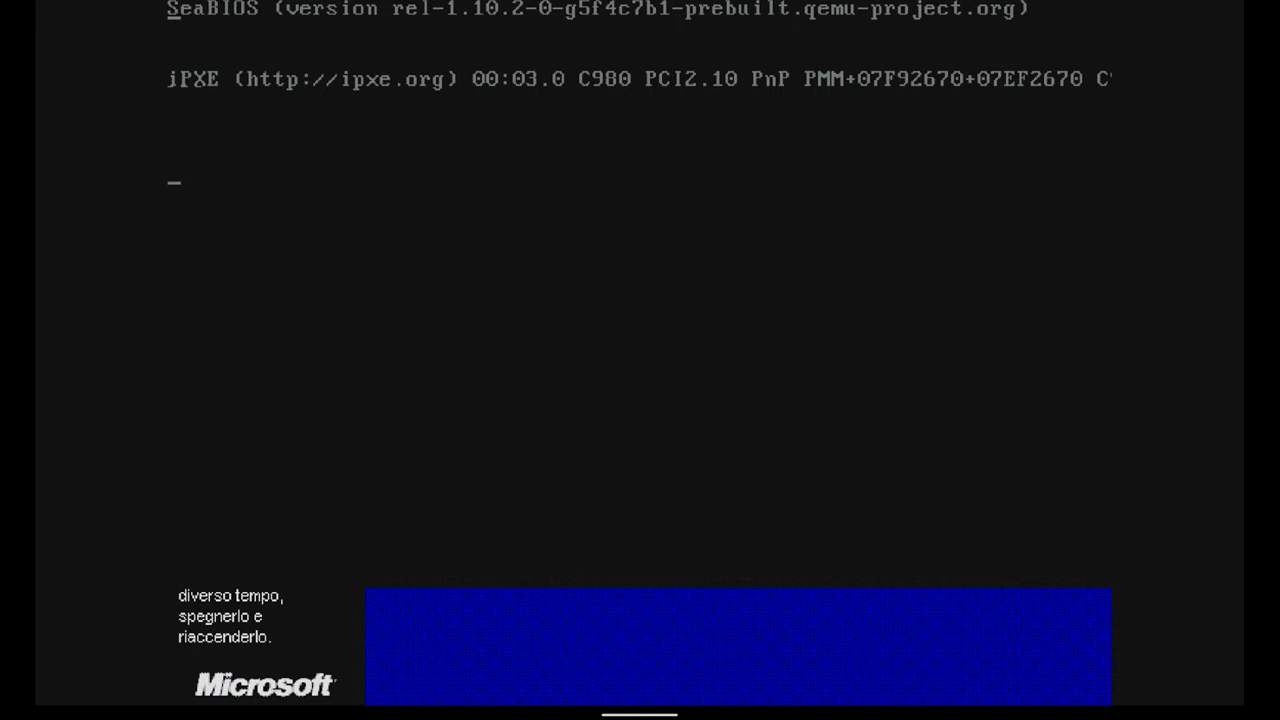 SeaBIOS (version rel-1.10.2-0-g5f4c7b1-prebuilt.qemu-project.org)
iPXE (http://ipxe.org) 00:03.0 C980 PCI2.10 PnP PMM+07F92670+07EF2670
diverso tempo,
spegnerlo e
riaccenderlo.
Microsoft